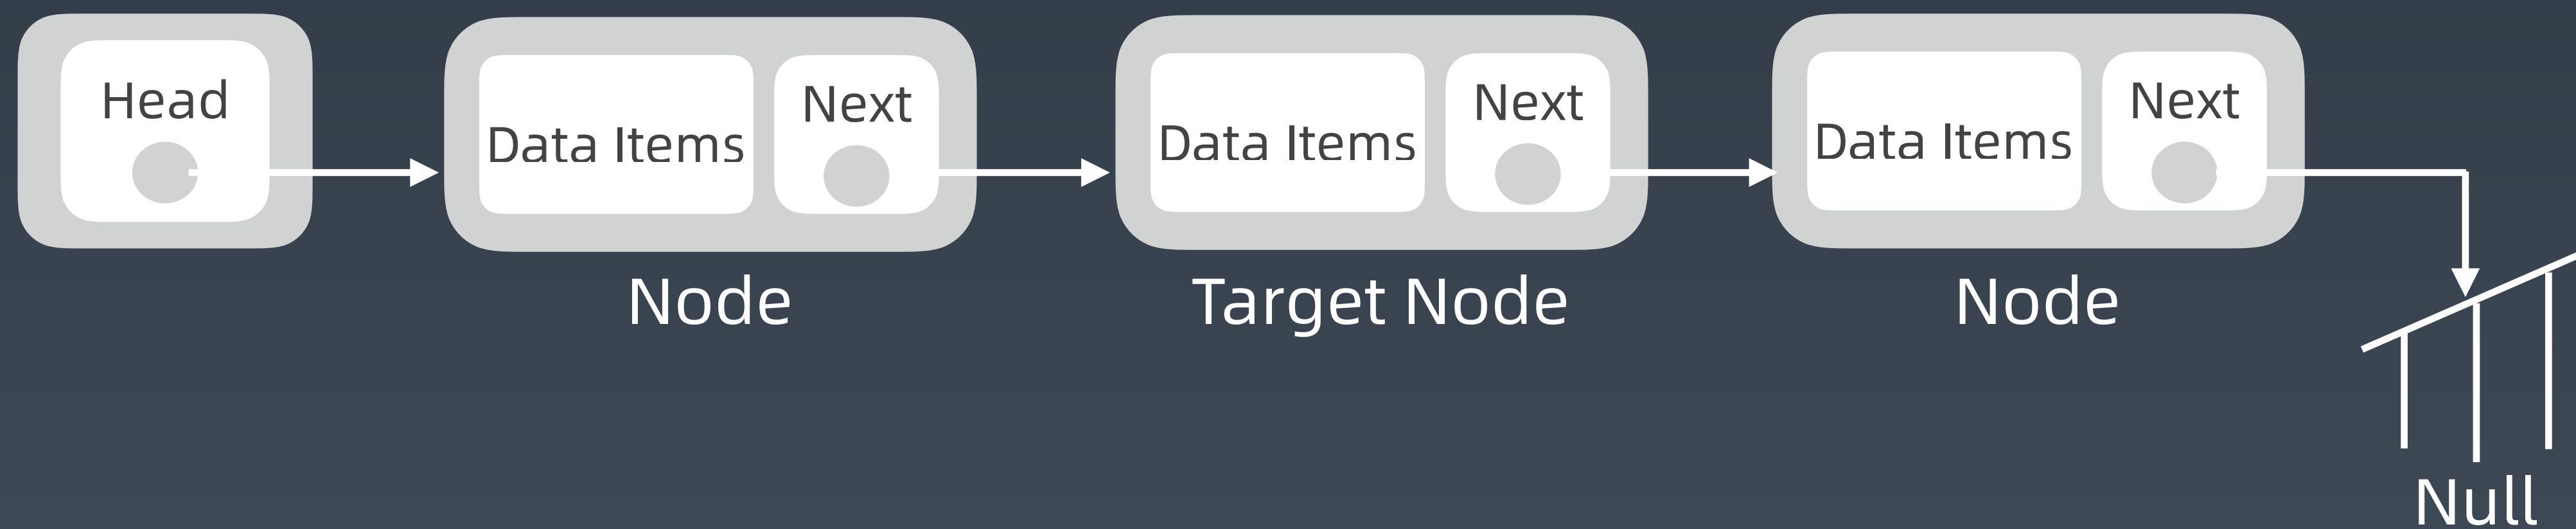 Head
Data Items
Next
Data Items
Next
Data Items
Next
Node
Target Node
Node
Null